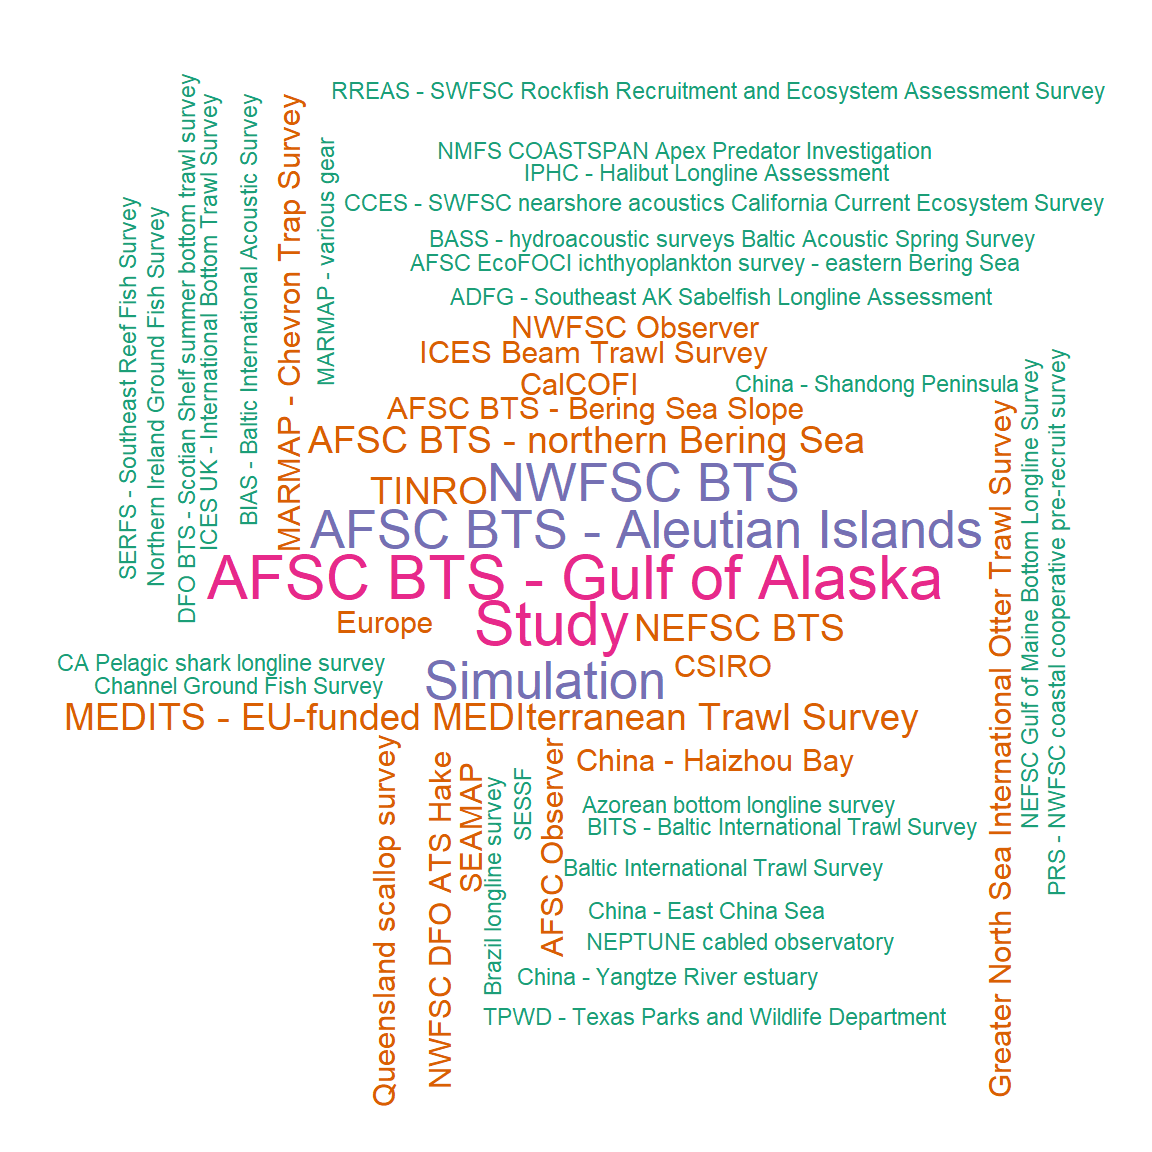 RREAS - SWFSC Rockfish Recruitment and Ecosystem Assessment Survey
NMFS COASTSPAN Apex Predator Investigation
IPHC - Halibut Longline Assessment
CCES - SWFSC nearshore acoustics California Current Ecosystem Survey
BASS - hydroacoustic surveys Baltic Acoustic Spring Survey
AFSC EcoFOCI ichthyoplankton survey - eastern Bering Sea
ADFG - Southeast AK Sabelfish Longline Assessment
SERFS - Southeast Reef Fish Survey
Northern Ireland Ground Fish Survey
DFO BTS - Scotian Shelf summer bottom trawl survey
ICES UK - International Bottom Trawl Survey
BIAS - Baltic International Acoustic Survey
MARMAP - Chevron Trap Survey
MARMAP - various gear
NWFSC Observer
ICES Beam Trawl Survey
CalCOFI
China - Shandong Peninsula
AFSC BTS - Bering Sea Slope
AFSC BTS - northern Bering Sea
TINRO
NWFSC BTS
AFSC BTS - Aleutian Islands
AFSC BTS - Gulf of Alaska
Europe
Study
NEFSC BTS
CA Pelagic shark longline survey
Simulation
CSIRO
Channel Ground Fish Survey
MEDITS - EU-funded MEDIterranean Trawl Survey
Greater North Sea International Otter Trawl Survey
NEFSC Gulf of Maine Bottom Longline Survey
PRS - NWFSC coastal cooperative pre-recruit survey
Queensland scallop survey
NWFSC DFO ATS Hake
SEAMAP
Brazil longline survey
SESSF
AFSC Observer
China - Haizhou Bay
Azorean bottom longline survey
BITS - Baltic International Trawl Survey
Baltic International Trawl Survey
China - East China Sea
NEPTUNE cabled observatory
China - Yangtze River estuary
TPWD - Texas Parks and Wildlife Department